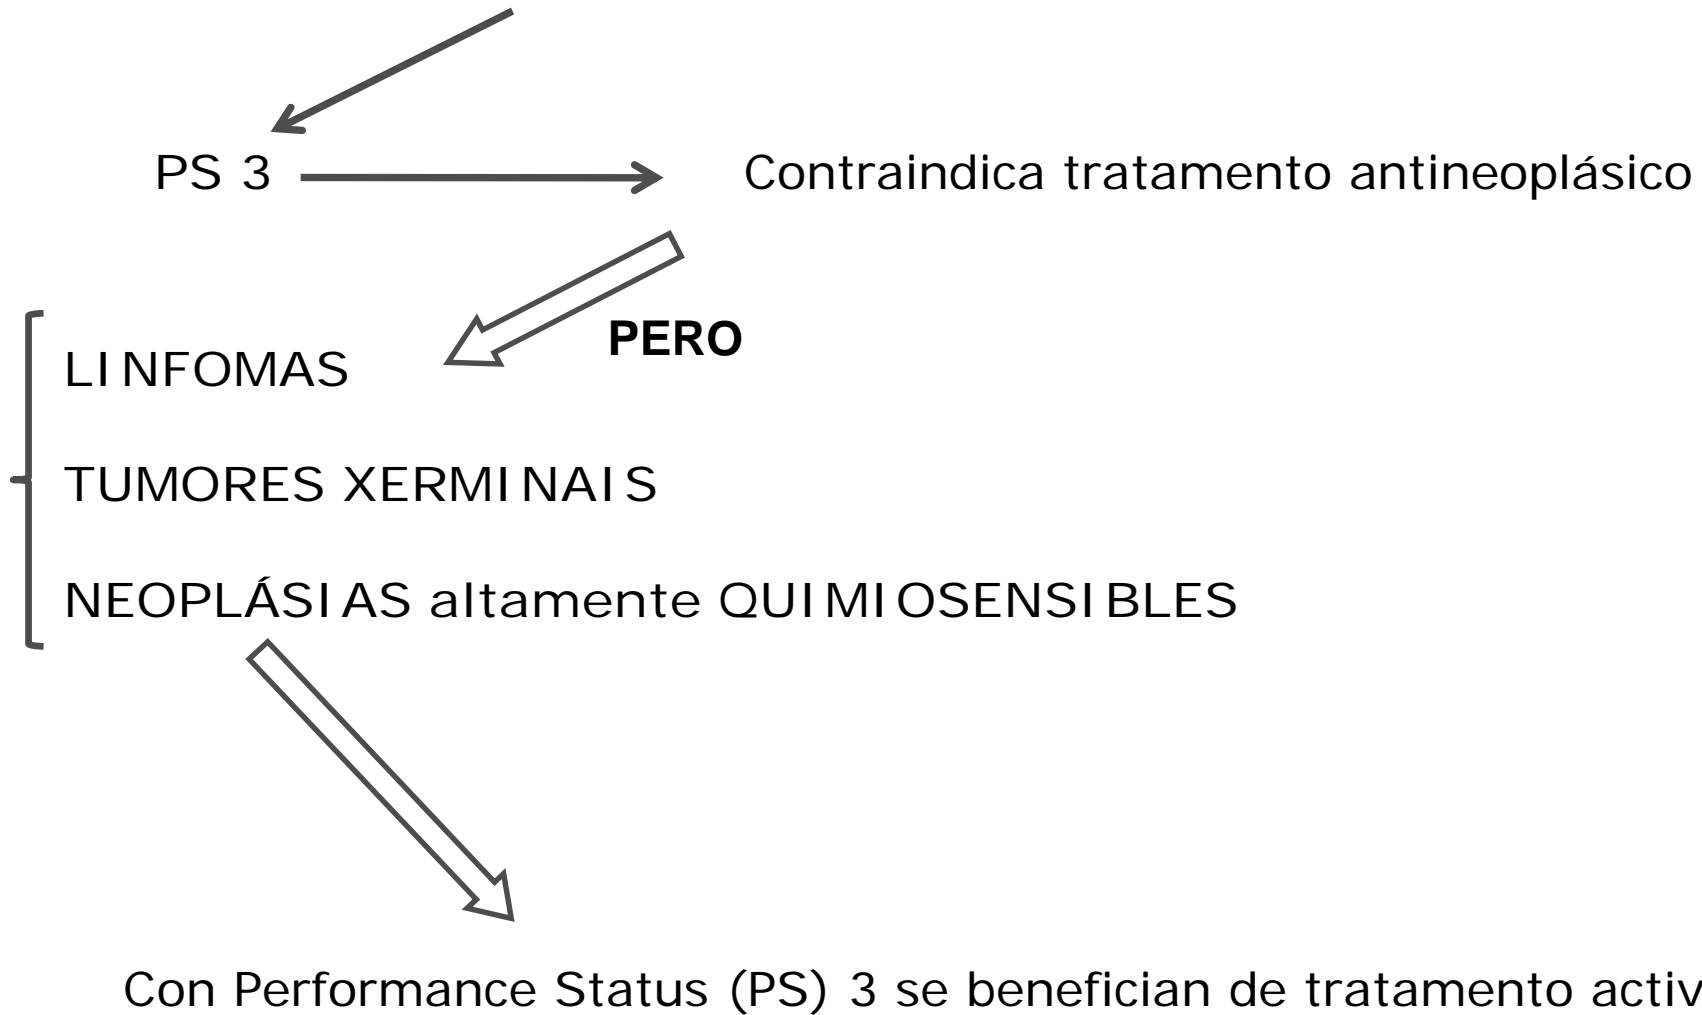 PS 3
Contraindica tratamento antineoplásico
PERO
LINFOMAS
TUMORES XERMINAIS
NEOPLÁSIAS altamente QUIMIOSENSIBLES
Con Performance Status (PS) 3 se benefician de tratamento activ